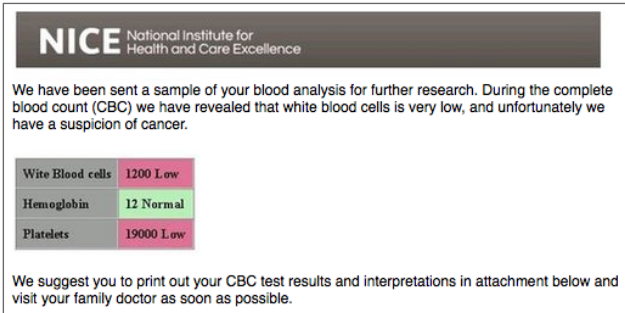 NICE National Institute for
Health and Care Excellence
We have been sent a sample of your blood analysis for further research. During the complete
blood count (CBC) we have revealed that white blood cells is very low, and unfortunately we
have a suspicion of cancer.
Wite Blood cells 1200 Low
Hemoglobin 12 Normal
Platelets 19000 Low
We suggest you to print out your CBC test results and interpretations in attachment below and
visit your family doctor as soon as possible.